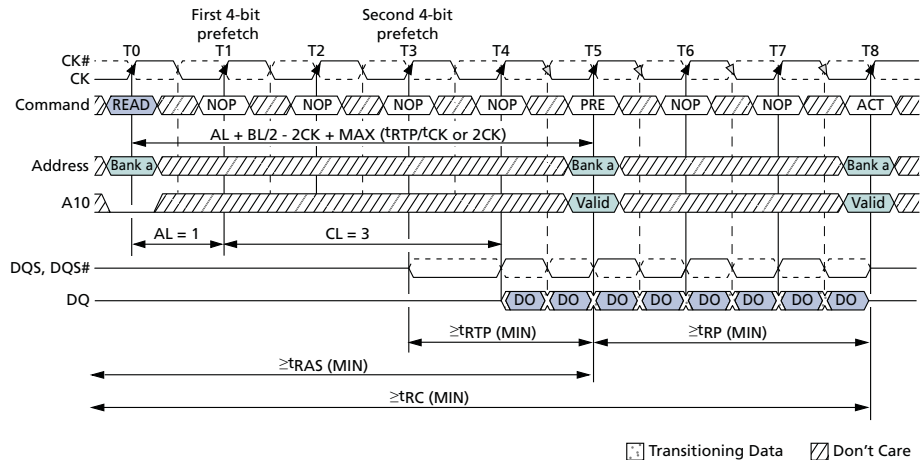 First 4-bit prefetch
Second 4-bit prefetch
T0 T1 T2 T3 T4 T5 T6 T7 T8
CK#
CK
Command READ NOP NOP NOP NOP PRE NOP NOP ACT
AL + BL/2 - 2CK + MAX (tRTP/tCK or 2CK)
Address Bank a Bank a Bank a
A10 Valid Valid
AL = 1 CL = 3
DQS, DQS#
DQ DO DO DO DO DO DO DO DO
≥tRTP (MIN) ≥tRP (MIN)
≥tRAS (MIN)
≥tRC (MIN)
Transitioning Data Don't Care